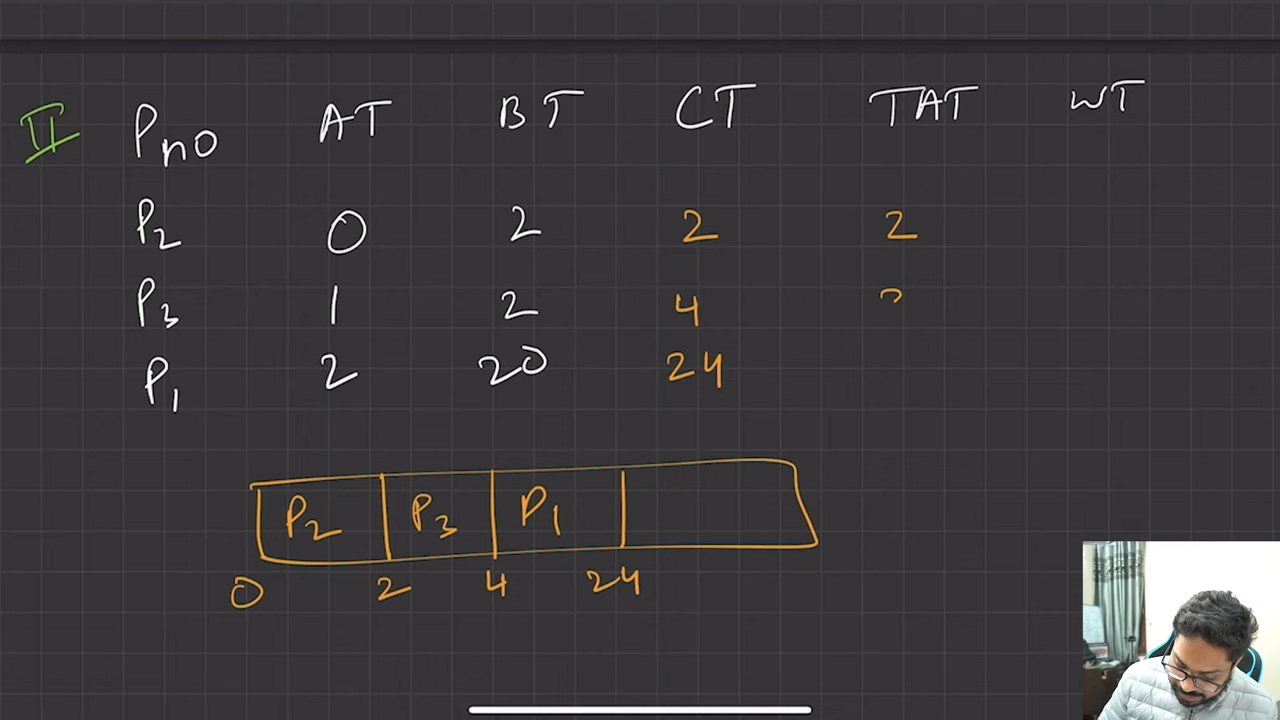 II Pno AT BT CT TAT WT
P2 0 2 2 2
P3 1 2 4
P1 2 20 24
P2 P3 P1
0 2 4 24